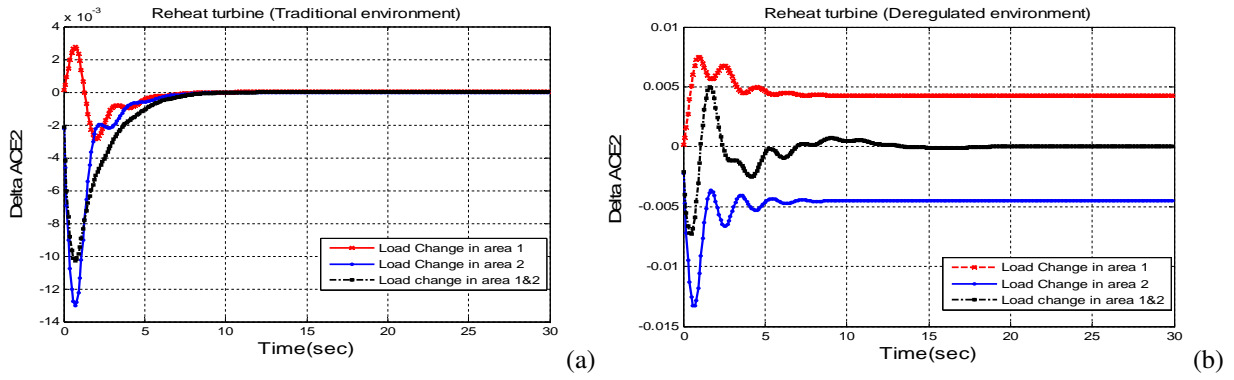 Reheat turbine (Traditional environment)
x 10^-3
4
2
0
-2
-4
-6
-8
-10
-12
-14
Delta ACE2
Load Change in area 1
Load Change in area 2
Load change in area 1&2
0 5 10 15 20 25 30
Time(sec)
(a)
Reheat turbine (Deregulated environment)
0.01
0.005
0
-0.005
-0.01
-0.015
Delta ACE2
Load Change in area 1
Load Change in area 2
Load change in area 1&2
0 5 10 15 20 25 30
Time(sec)
(b)